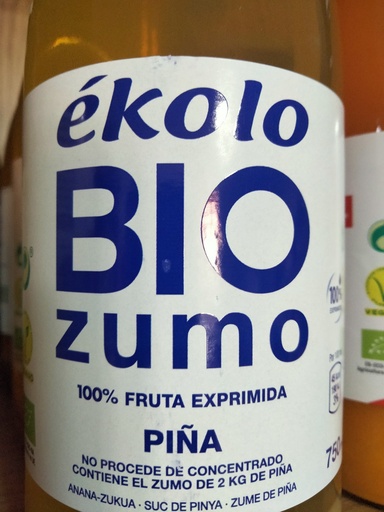 ékolo
BIO
zumo
100% FRUTA EXPRIMIDA
PIÑA
NO PROCEDE DE CONCENTRADO
CONTIENE EL ZUMO DE 2 KG DE PIÑA
ANANA-ZUKUA · SUC DE PINYA · ZUME DE PIÑA
100%
750